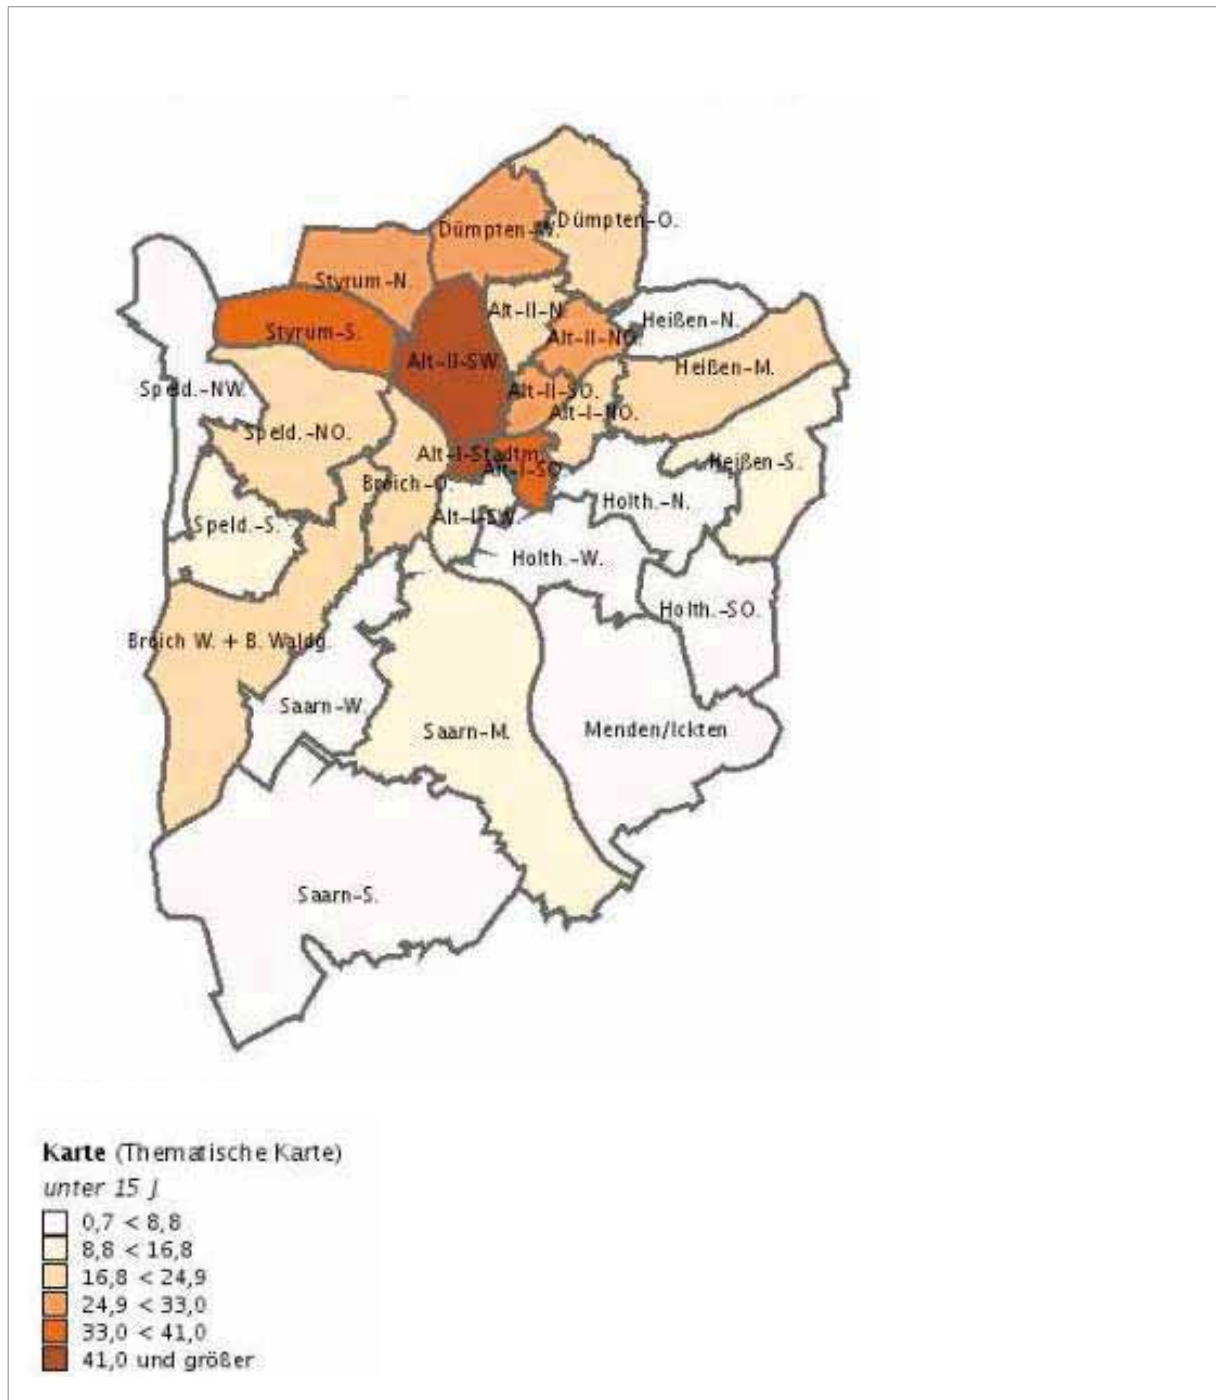 Dümpten-O.
Dümpten-W.
Styrum-N.
Alt-II-N.
Heißen-N.
Styrum-S.
Alt-II-NO.
Alt-II-SW.
Heißen-M.
Speld.-NW.
Alt-II-SO.
Alt-I-NO.
Speld.-NO.
Alt-I-Stadtm.
Alt-I-SO.
Heißen-S.
Broich-O.
Holth.-N.
Speld.-S.
Alt-I-SW.
Holth.-W.
Holth.-SO.
Broich W. + B. Waldg.
Saarn-W.
Saarn-M.
Menden/Ickten
Saarn-S.
Karte (Thematische Karte)
unter 15 J.
0,7 < 8,8
8,8 < 16,8
16,8 < 24,9
24,9 < 33,0
33,0 < 41,0
41,0 und größer